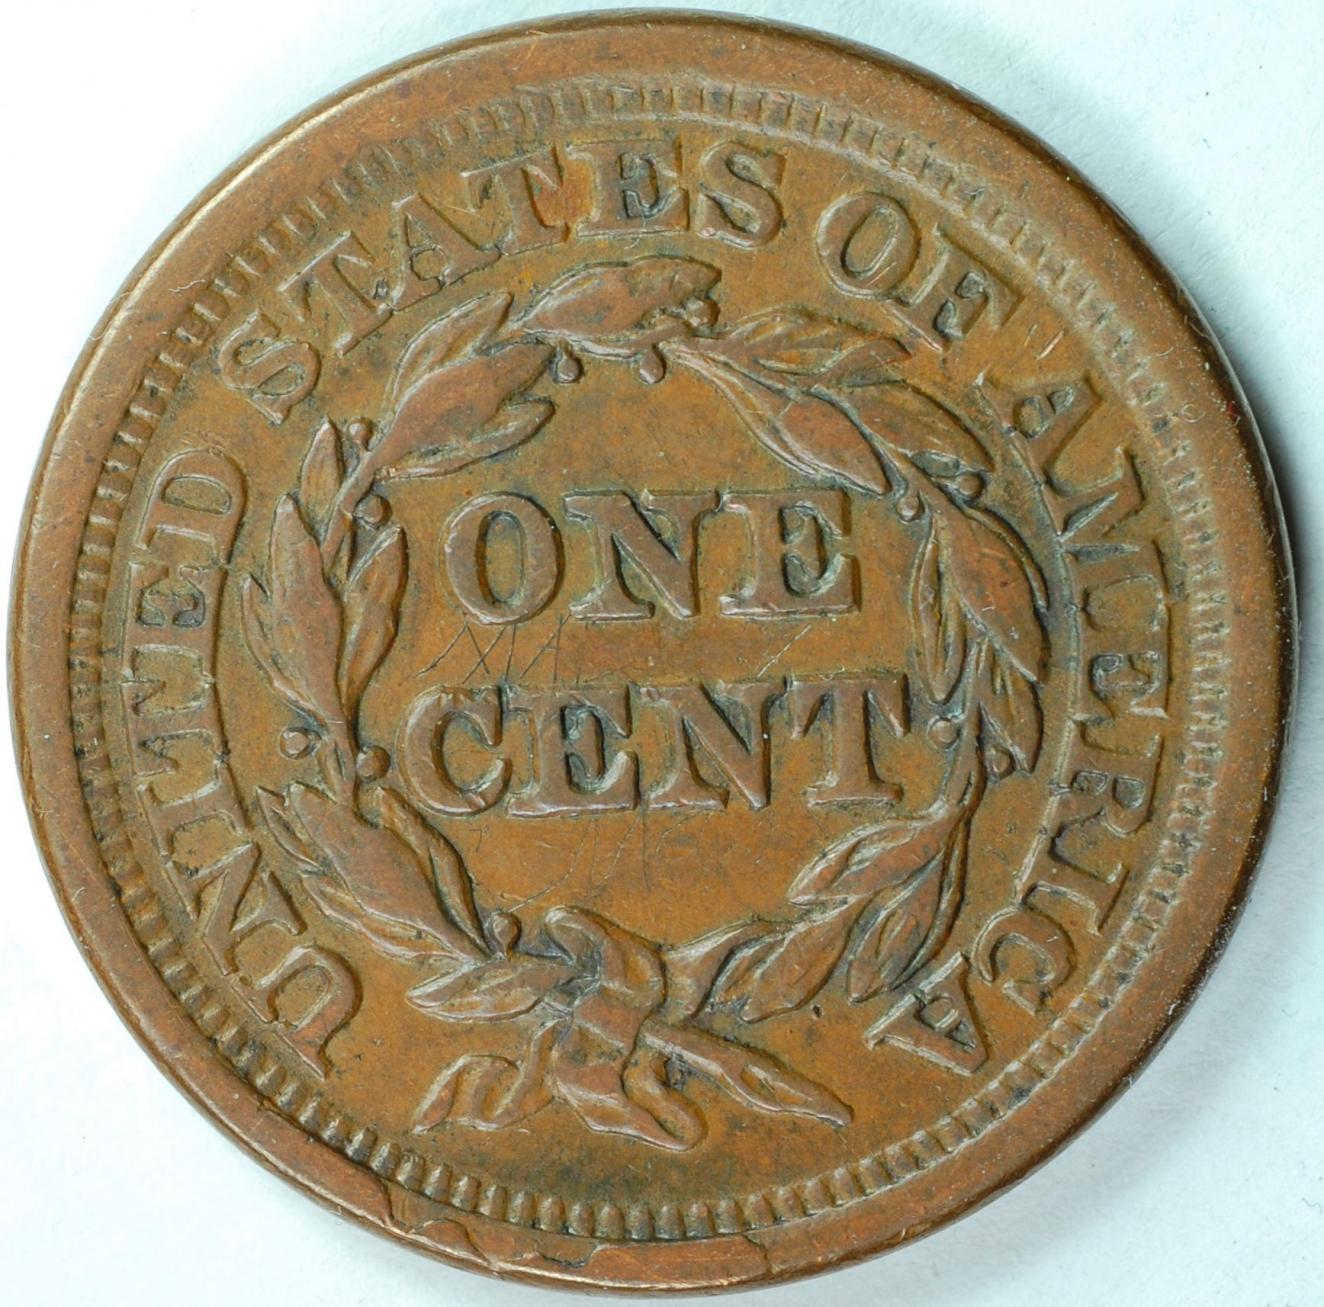 UNITED STATES OF AMERICA
ONE
CENT